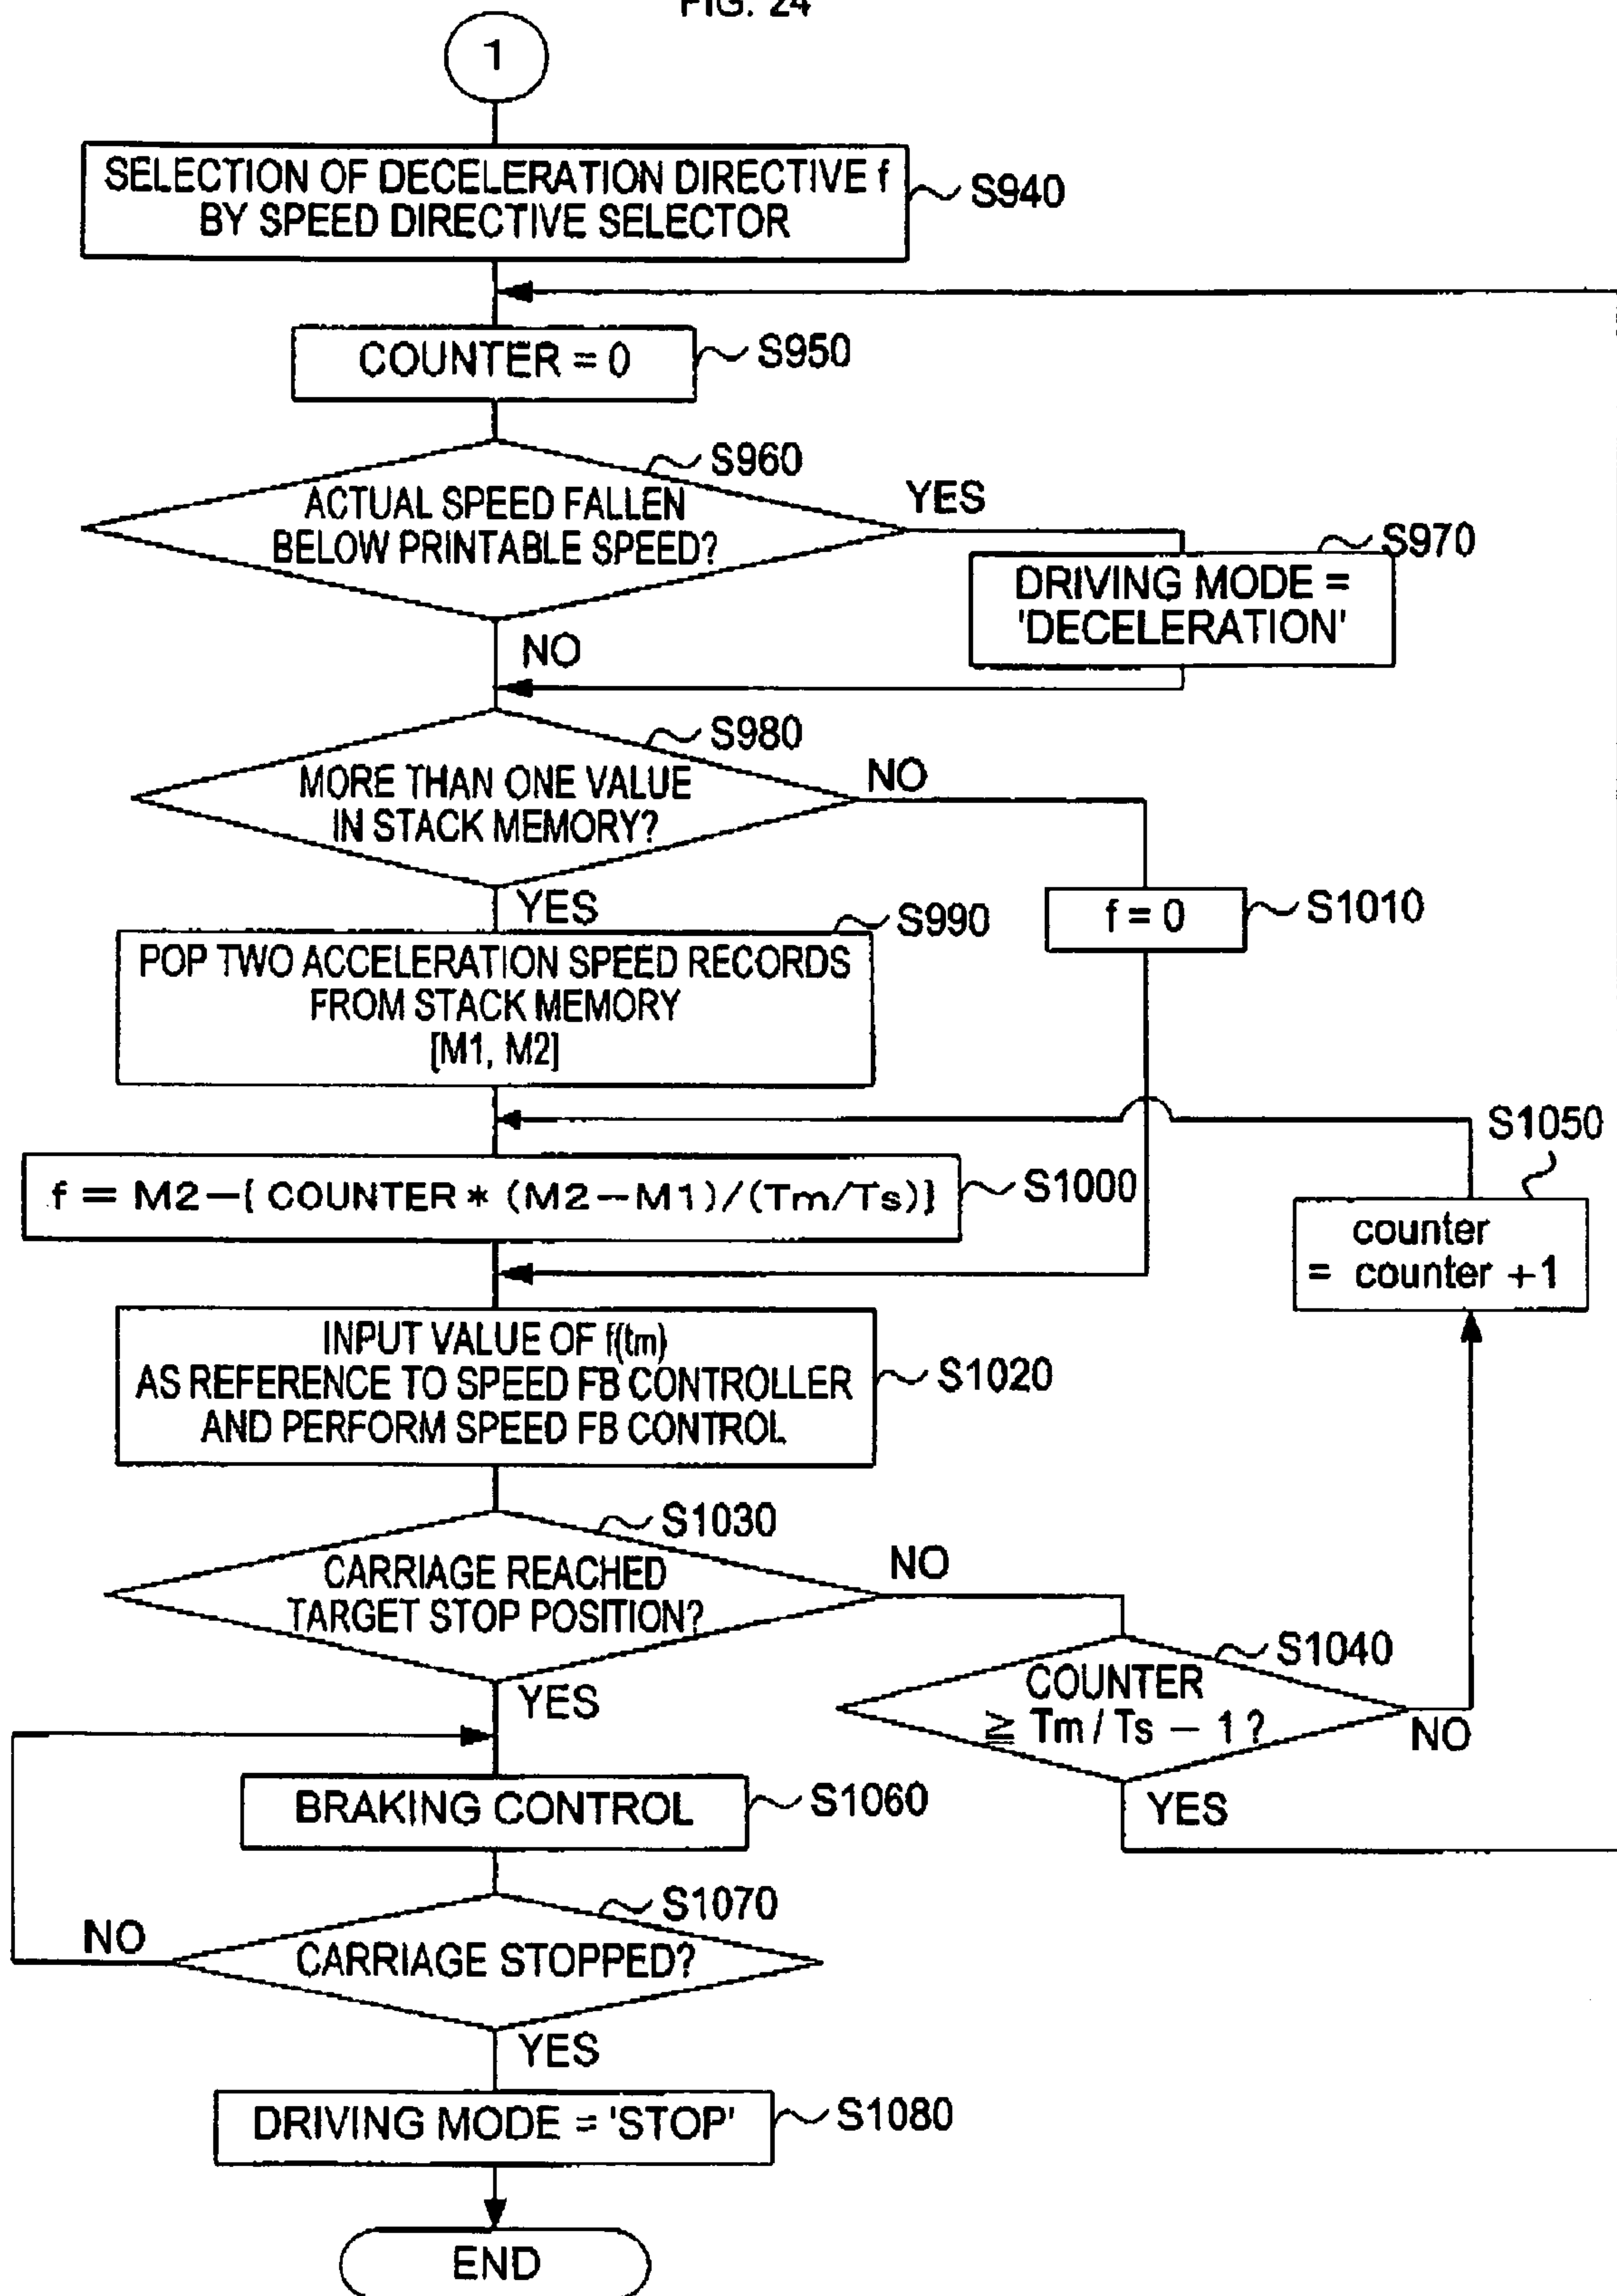 FIG. 24
1
SELECTION OF DECELERATION DIRECTIVE f
BY SPEED DIRECTIVE SELECTOR
S940
COUNTER = 0
S950
S960
ACTUAL SPEED FALLEN
BELOW PRINTABLE SPEED?
YES
S970
DRIVING MODE =
'DECELERATION'
NO
S980
MORE THAN ONE VALUE
IN STACK MEMORY?
NO
YES
S990
f = 0
S1010
POP TWO ACCELERATION SPEED RECORDS
FROM STACK MEMORY
[M1, M2]
S1050
f = M2-{ COUNTER * (M2-M1)/(Tm/Ts)}
S1000
counter
= counter +1
INPUT VALUE OF f(tm)
AS REFERENCE TO SPEED FB CONTROLLER
AND PERFORM SPEED FB CONTROL
S1020
S1030
CARRIAGE REACHED
TARGET STOP POSITION?
NO
S1040
COUNTER
≧ Tm / Ts - 1 ?
NO
YES
YES
BRAKING CONTROL
S1060
S1070
CARRIAGE STOPPED?
NO
YES
DRIVING MODE = 'STOP'
S1080
END